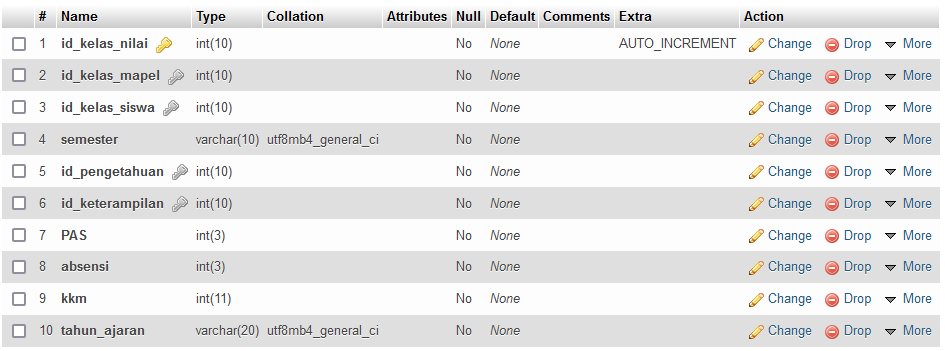 # Name Type Collation Attributes Null Default Comments Extra Action
1 id_kelas_nilai int(10) No None AUTO_INCREMENT Change Drop More
2 id_kelas_mapel int(10) No None Change Drop More
3 id_kelas_siswa int(10) No None Change Drop More
4 semester varchar(10) utf8mb4_general_ci No None Change Drop More
5 id_pengetahuan int(10) No None Change Drop More
6 id_keterampilan int(10) No None Change Drop More
7 PAS int(3) No None Change Drop More
8 absensi int(3) No None Change Drop More
9 kkm int(11) No None Change Drop More
10 tahun_ajaran varchar(20) utf8mb4_general_ci No None Change Drop More